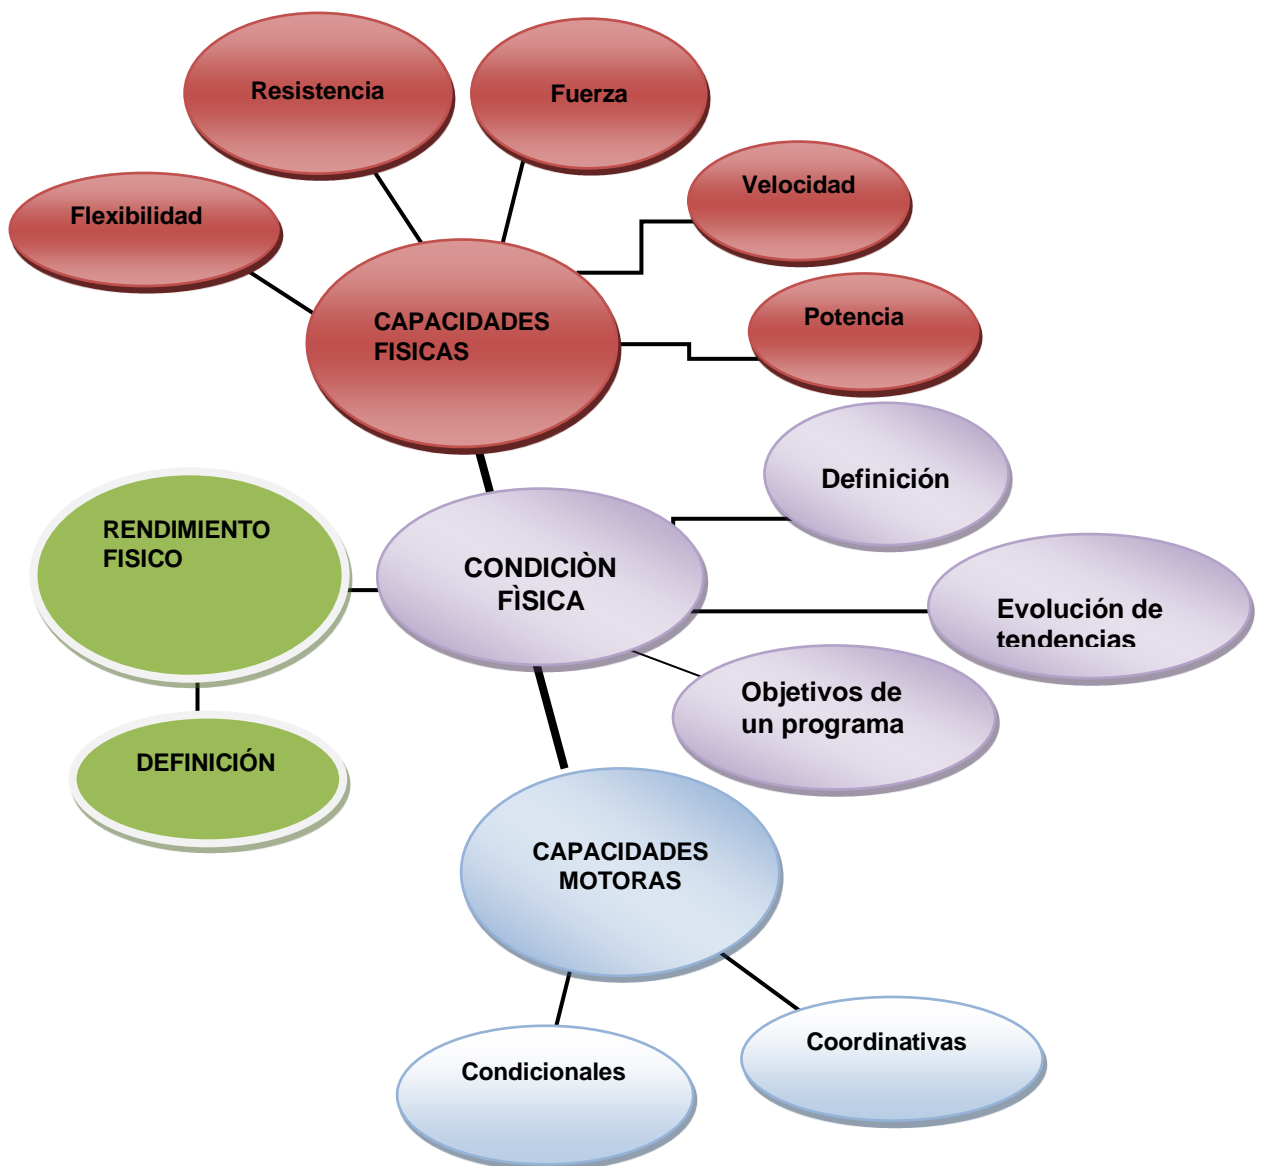 Resistencia
Fuerza
Velocidad
Flexibilidad
CAPACIDADES
FISICAS
Potencia
Definición
RENDIMIENTO
FISICO
CONDICIÒN
FÌSICA
Evolución de
tendencias
Objetivos de
un programa
DEFINICIÓN
CAPACIDADES
MOTORAS
Coordinativas
Condicionales